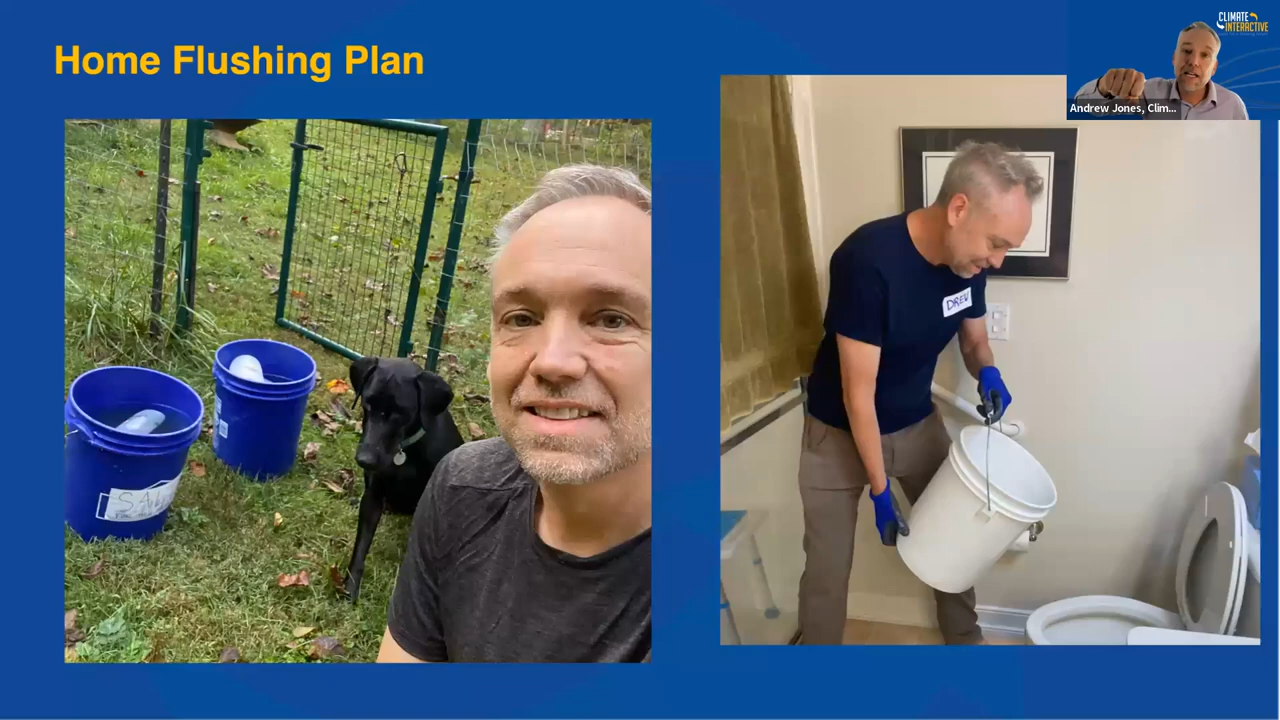 Home Flushing Plan
CLIMATE
INTERACTIVE
Andrew Jones, Clim...
DREW